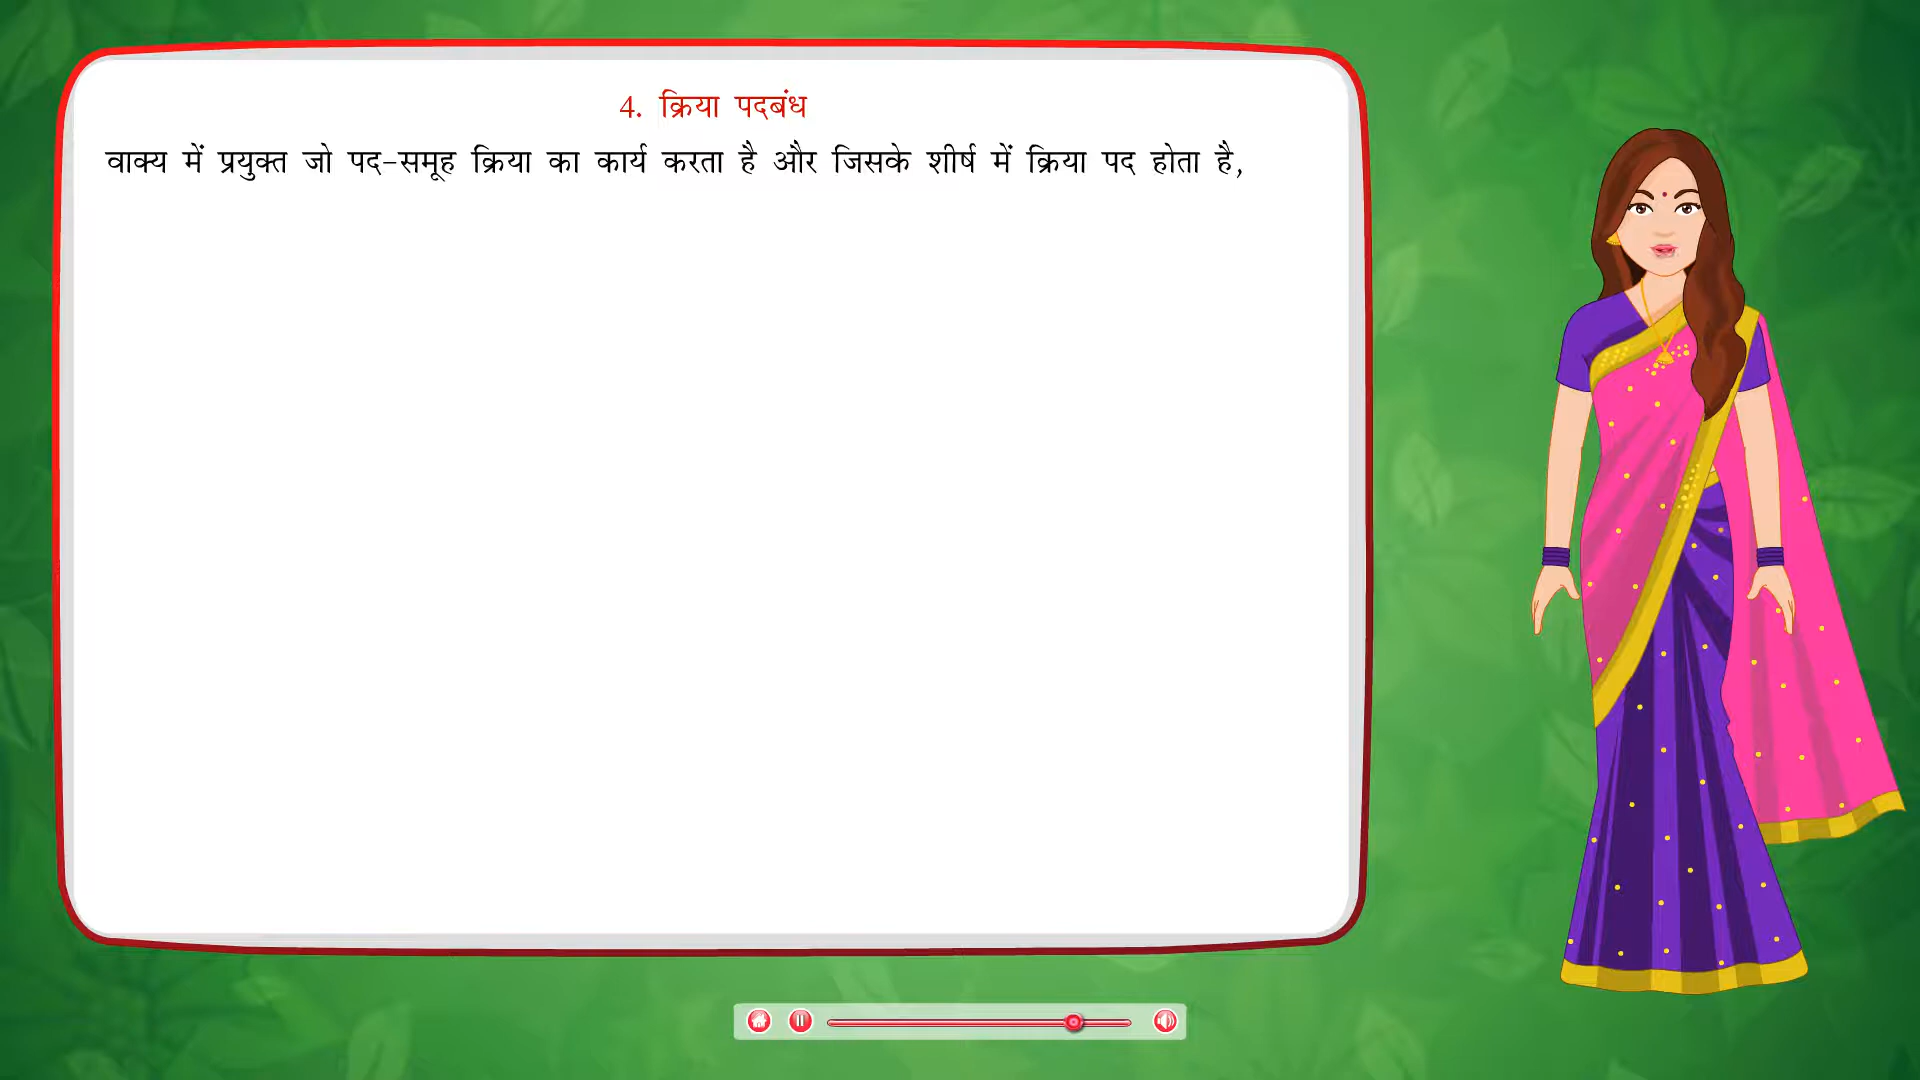 4. क्रिया पदबंध
वाक्य में प्रयुक्त जो पद-समूह क्रिया का कार्य करता है और जिसके शीर्ष में क्रिया पद होता है,